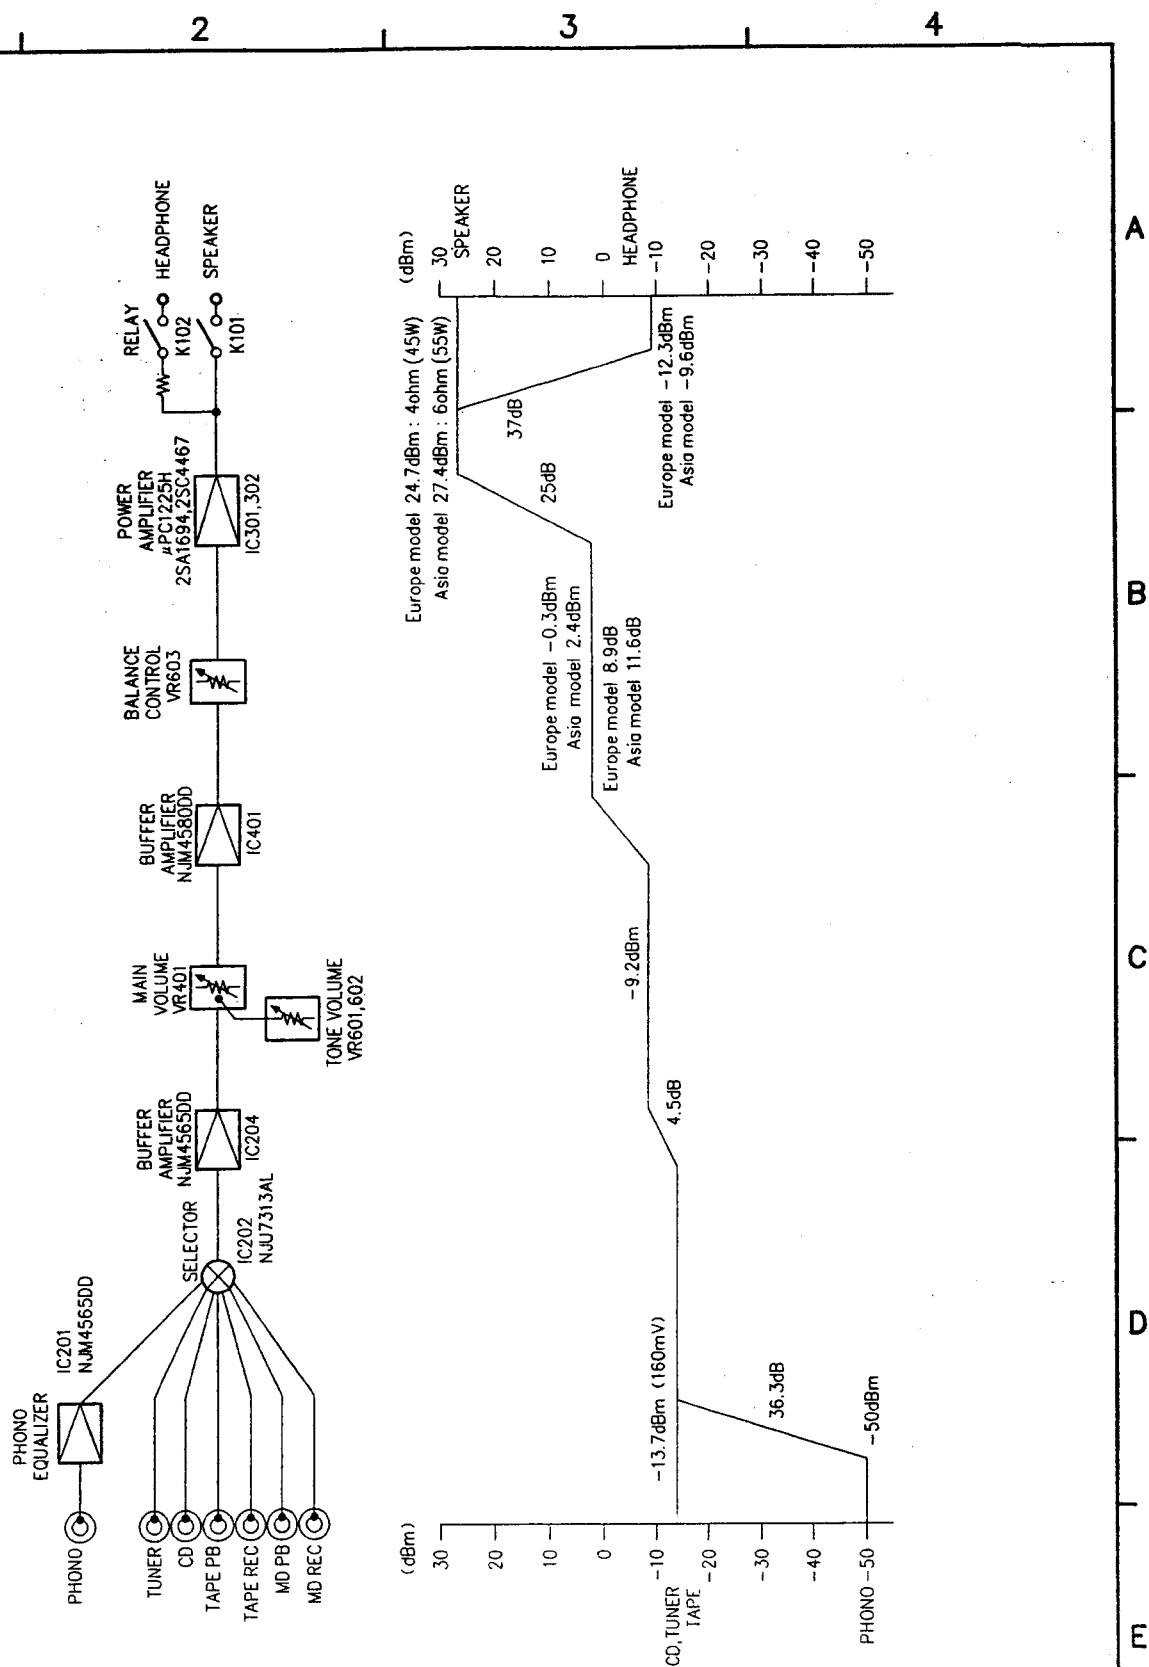 2
3
4
A
B
C
D
E
RELAY
HEADPHONE
K102
SPEAKER
K101
POWER
AMPLIFIER
μPC1225H
2SA1694,2SC4467
IC301,302
BALANCE
CONTROL
VR603
BUFFER
AMPLIFIER
NJM4580DD
IC401
MAIN
VOLUME
VR401
TONE VOLUME
VR601,602
BUFFER
AMPLIFIER
NJM4565DD
IC204
SELECTOR
IC202
NJU7313AL
IC201
NJM4565DD
PHONO
EQUALIZER
PHONO
TUNER
CD
TAPE PB
TAPE REC
MD PB
MD REC
(dBm)
30
SPEAKER
20
10
0
HEADPHONE
-10
-20
-30
-40
-50
Europe model 24.7dBm : 4ohm (45W)
Asia model 27.4dBm : 6ohm (55W)
37dB
Europe model -12.3dBm
Asia model -9.6dBm
25dB
Europe model -0.3dBm
Asia model 2.4dBm
Europe model 8.9dB
Asia model 11.6dB
-9.2dBm
4.5dB
-13.7dBm (160mV)
36.3dB
-50dBm
(dBm)
30
20
10
0
-10
CD,TUNER
TAPE
-20
-30
-40
PHONO -50